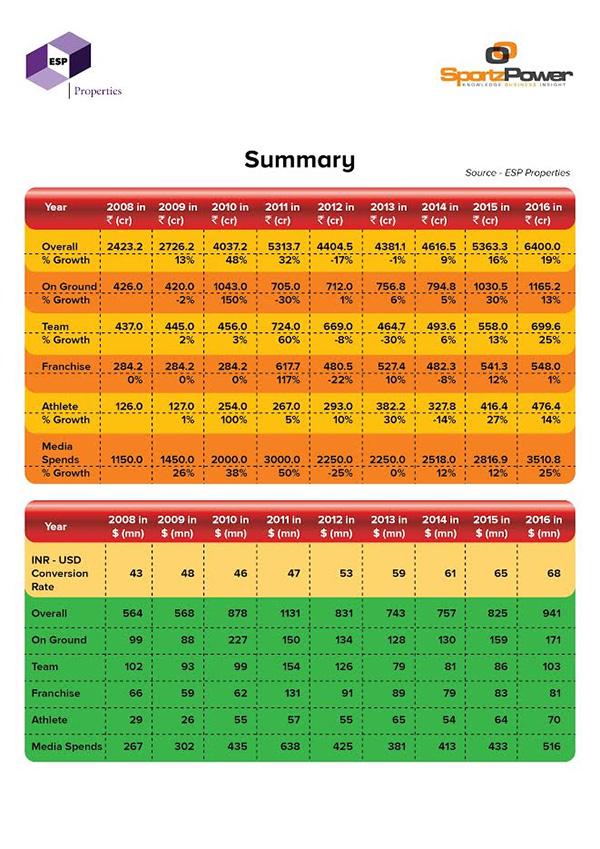 ESP
Properties
SportzPower
KNOWLEDGE BUSINESS INSIGHT
Summary
Source - ESP Properties
Year 2008 in ₹ (cr) 2009 in ₹ (cr) 2010 in ₹ (cr) 2011 in ₹ (cr) 2012 in ₹ (cr) 2013 in ₹ (cr) 2014 in ₹ (cr) 2015 in ₹ (cr) 2016 in ₹ (cr)
Overall 2423.2 2726.2 4037.2 5313.7 4404.5 4381.1 4616.5 5363.3 6400.0
% Growth 13% 48% 32% -17% -1% 9% 16% 19%
On Ground 426.0 420.0 1043.0 705.0 712.0 756.8 794.8 1030.5 1165.2
% Growth -2% 150% -30% 1% 6% 5% 30% 13%
Team 437.0 445.0 456.0 724.0 669.0 464.7 493.6 558.0 699.6
% Growth 2% 3% 60% -8% -30% 6% 13% 25%
Franchise 284.2 284.2 284.2 617.7 480.5 527.4 482.3 541.3 548.0
0% 0% 0% 117% -22% 10% -8% 12% 1%
Athlete 126.0 127.0 254.0 267.0 293.0 382.2 327.8 416.4 476.4
% Growth 1% 100% 5% 10% 30% -14% 27% 14%
Media
Spends 1150.0 1450.0 2000.0 3000.0 2250.0 2250.0 2518.0 2816.9 3510.8
% Growth 26% 38% 50% -25% 0% 12% 12% 25%
Year 2008 in $ (mn) 2009 in $ (mn) 2010 in $ (mn) 2011 in $ (mn) 2012 in $ (mn) 2013 in $ (mn) 2014 in $ (mn) 2015 in $ (mn) 2016 in $ (mn)
INR - USD
Conversion 43 48 46 47 53 59 61 65 68
Rate
Overall 564 568 878 1131 831 743 757 825 941
On Ground 99 88 227 150 134 128 130 159 171
Team 102 93 99 154 126 79 81 86 103
Franchise 66 59 62 131 91 89 79 83 81
Athlete 29 26 55 57 55 65 54 64 70
Media Spends 267 302 435 638 425 381 413 433 516